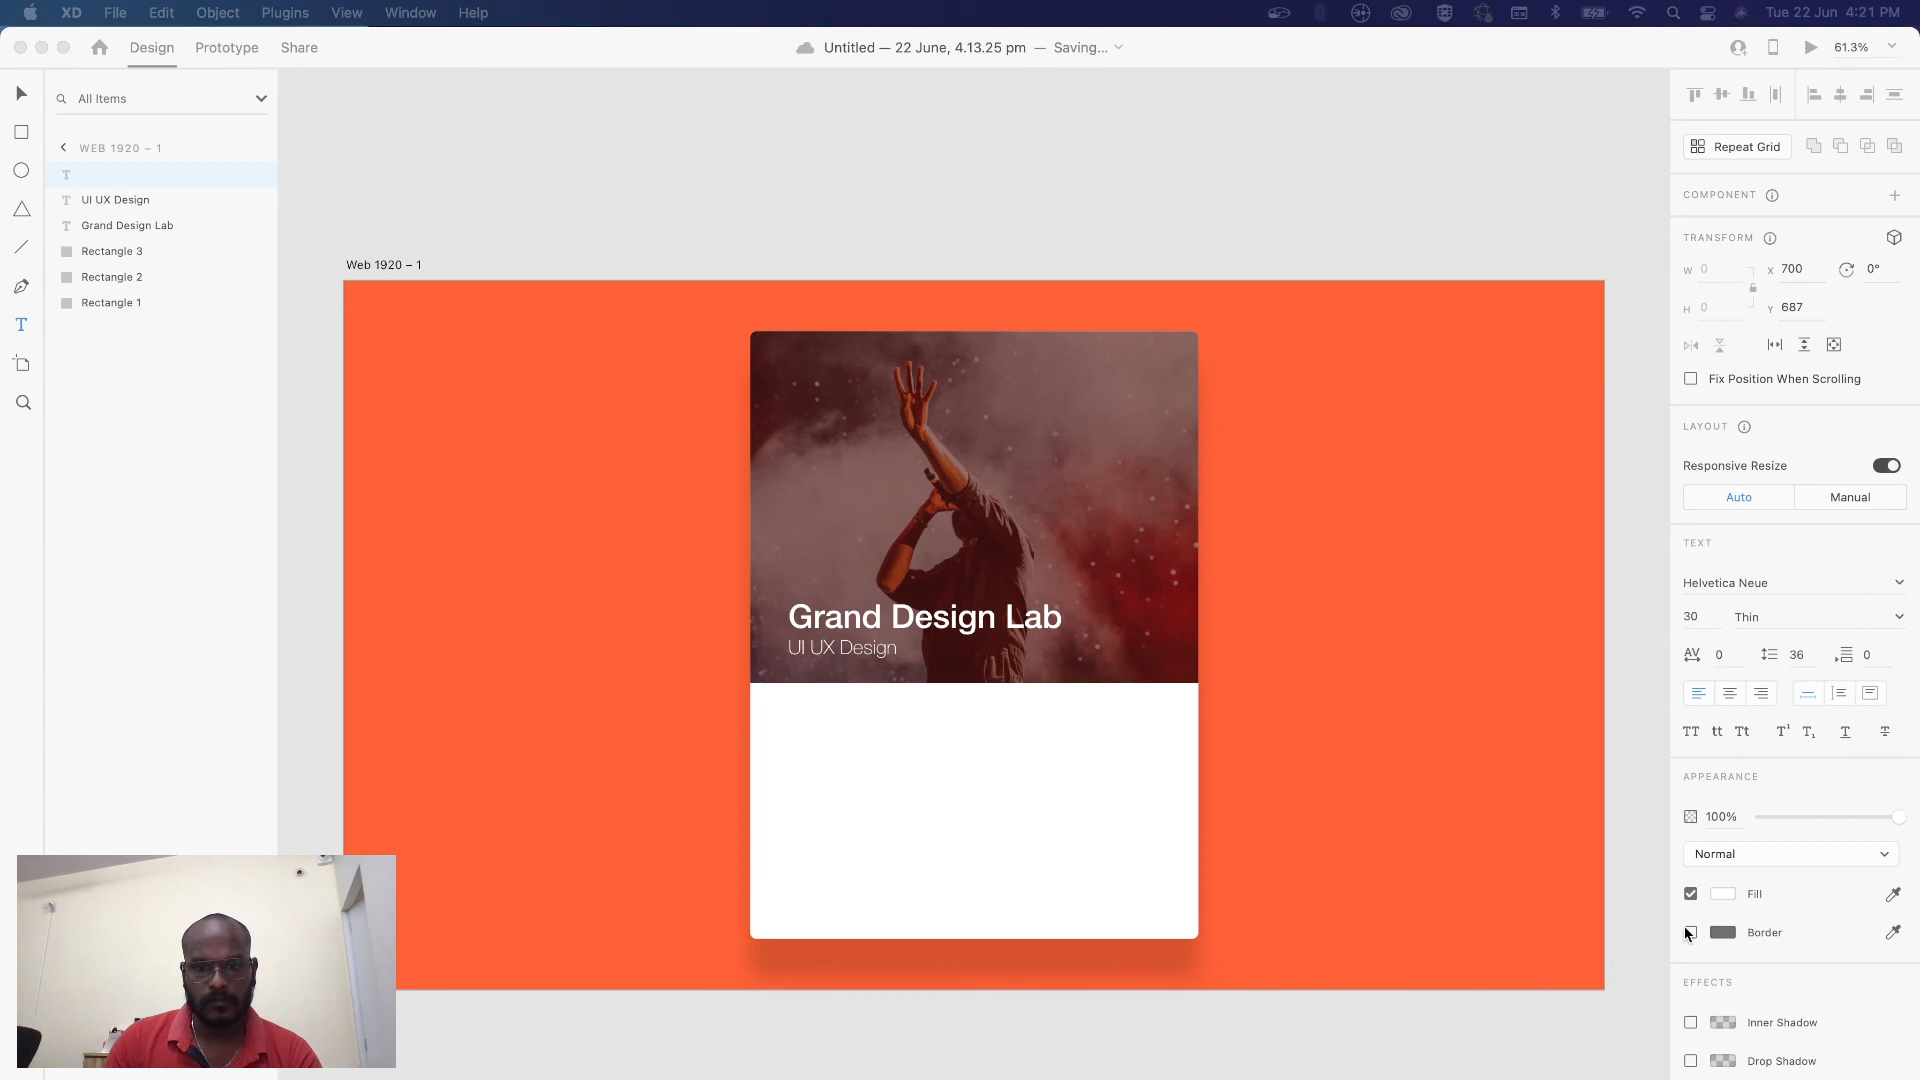 XD File Edit Object Plugins View Window Help Tue 22 Jun 4:21 PM
Design Prototype Share Untitled — 22 June, 4.13.25 pm — Saving... 61.3%
All Items
WEB 1920 – 1
UI UX Design
Grand Design Lab
Rectangle 3
Rectangle 2
Rectangle 1
Web 1920 – 1
Grand Design Lab
UI UX Design
Repeat Grid
COMPONENT
TRANSFORM
W 0 X 700 0°
H 0 Y 687
Fix Position When Scrolling
LAYOUT
Responsive Resize
Auto Manual
TEXT
Helvetica Neue
30 Thin
AV 0 36 0
TT tt Tt T¹ T₁ T T
APPEARANCE
100%
Normal
Fill
Border
EFFECTS
Inner Shadow
Drop Shadow